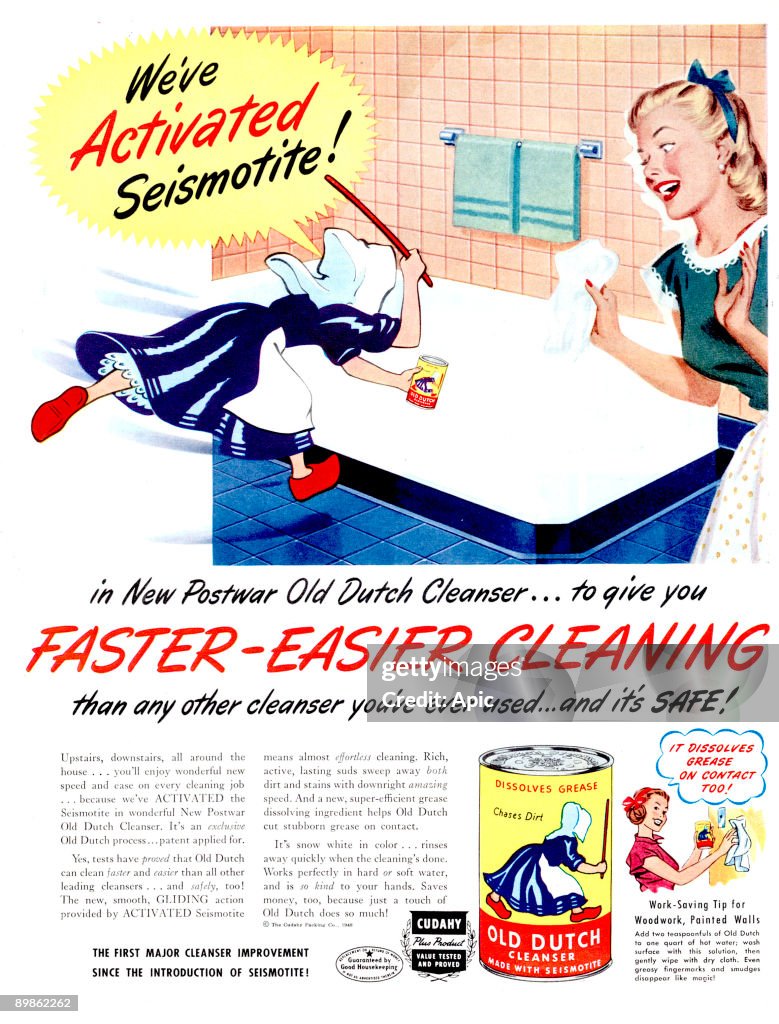 We've
Activated
Seismotite!
OLD DUTCH
in New Postwar Old Dutch Cleanser... to give you
FASTER-EASIER CLEANING
gettyimages
Credit: Apic
than any other cleanser you've ever used...and it's SAFE!
Upstairs, downstairs, all around the
house . . . you'll enjoy wonderful new
speed and ease on every cleaning job
. . . because we've ACTIVATED the
Seismotite in wonderful New Postwar
Old Dutch Cleanser. It's an exclusive
Old Dutch process...patent applied for.
Yes, tests have proved that Old Dutch
can clean faster and easier than all other
leading cleansers . . . and safely, too!
The new, smooth, GLIDING action
provided by ACTIVATED Seismotite
means almost effortless cleaning. Rich,
active, lasting suds sweep away both
dirt and stains with downright amazing
speed. And a new, super-efficient grease
dissolving ingredient helps Old Dutch
cut stubborn grease on contact.
It's snow white in color . . . rinses
away quickly when the cleaning's done.
Works perfectly in hard or soft water,
and is so kind to your hands. Saves
money, too, because just a touch of
Old Dutch does so much!
© The Cudahy Packing Co., 1948
THE FIRST MAJOR CLEANSER IMPROVEMENT
SINCE THE INTRODUCTION OF SEISMOTITE!
Guaranteed by
Good Housekeeping
CUDAHY
Plus Product
VALUE TESTED
AND PROVED
DISSOLVES GREASE
Chases Dirt
OLD DUTCH
CLEANSER
MADE WITH SEISMOTITE
IT DISSOLVES
GREASE
ON CONTACT
TOO!
Work-Saving Tip for
Woodwork, Painted Walls
Add two teaspoonfuls of Old Dutch
to one quart of hot water; wash
surface with this solution, then
gently wipe with dry cloth. Even
greasy fingermarks and smudges
disappear like magic!
89862262